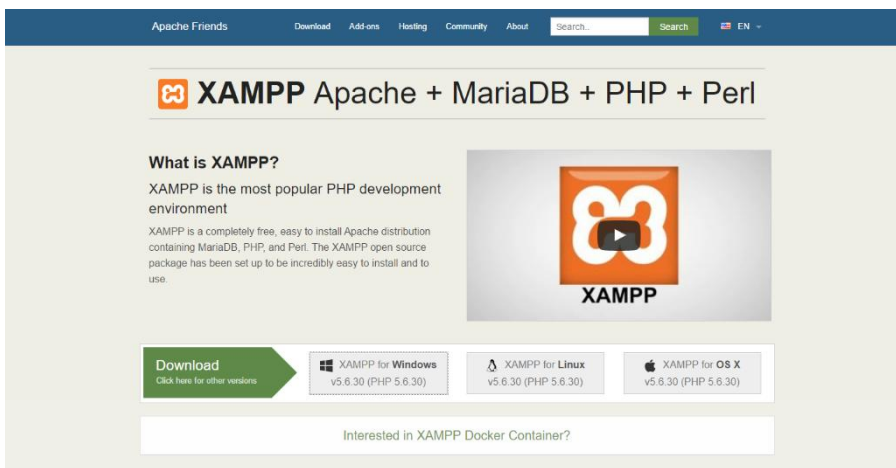 Apache Friends Download Add-ons Hosting Community About Search... Search EN
XAMPP Apache + MariaDB + PHP + Perl
What is XAMPP?
XAMPP is the most popular PHP development
environment
XAMPP is a completely free, easy to install Apache distribution
containing MariaDB, PHP, and Perl. The XAMPP open source
package has been set up to be incredibly easy to install and to
use.
XAMPP
Download
Click here for other versions
XAMPP for Windows
v5.6.30 (PHP 5.6.30)
XAMPP for Linux
v5.6.30 (PHP 5.6.30)
XAMPP for OS X
v5.6.30 (PHP 5.6.30)
Interested in XAMPP Docker Container?